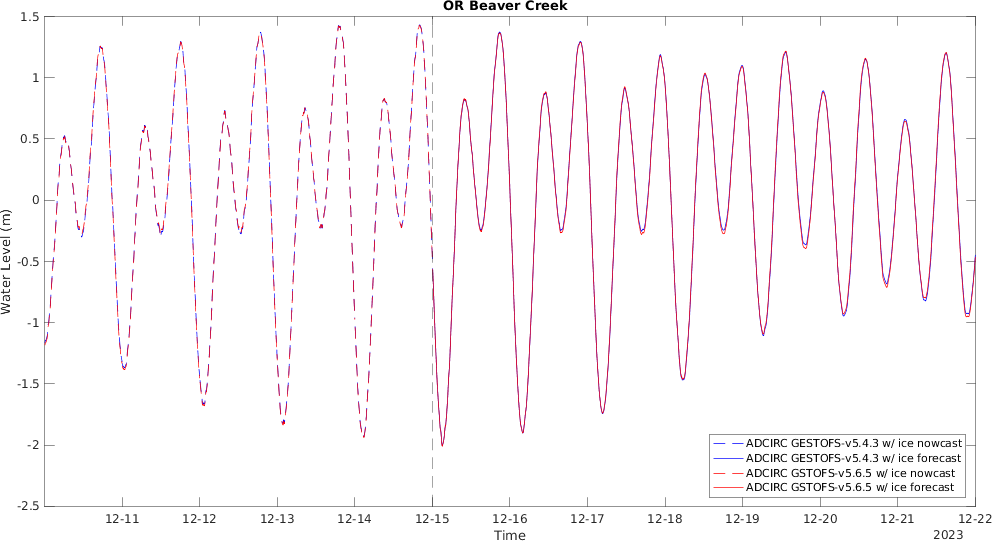 OR Beaver Creek
1.5
1
0.5
0
-0.5
-1
-1.5
-2
-2.5
Water Level (m)
ADCIRC GESTOFS-v5.4.3 w/ ice nowcast
ADCIRC GESTOFS-v5.4.3 w/ ice forecast
ADCIRC GSTOFS-v5.6.5 w/ ice nowcast
ADCIRC GSTOFS-v5.6.5 w/ ice forecast
12-11 12-12 12-13 12-14 12-15 12-16 12-17 12-18 12-19 12-20 12-21 12-22
Time
2023